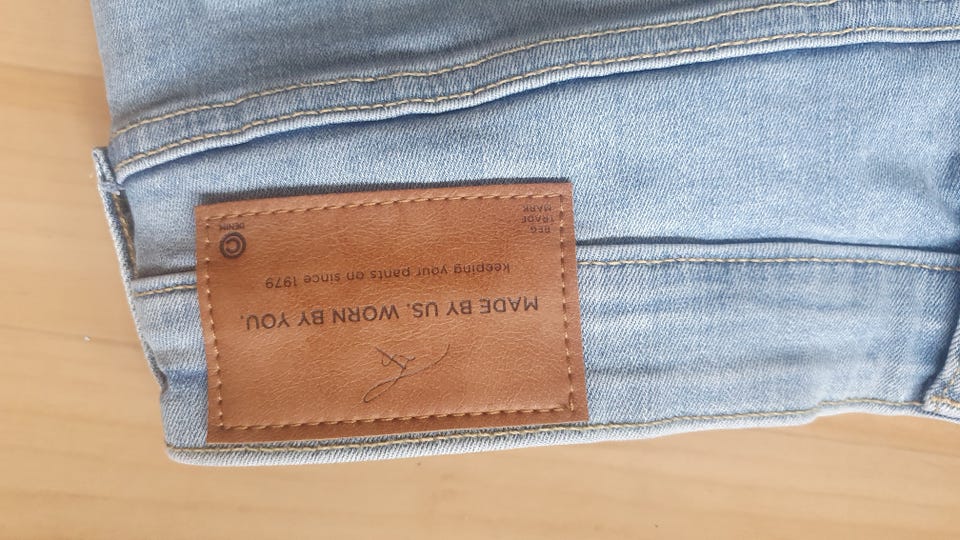 MADE BY US. WORN BY YOU.
keeping your pants on since 1979
REG
TRADE
MARK
©
DENIM